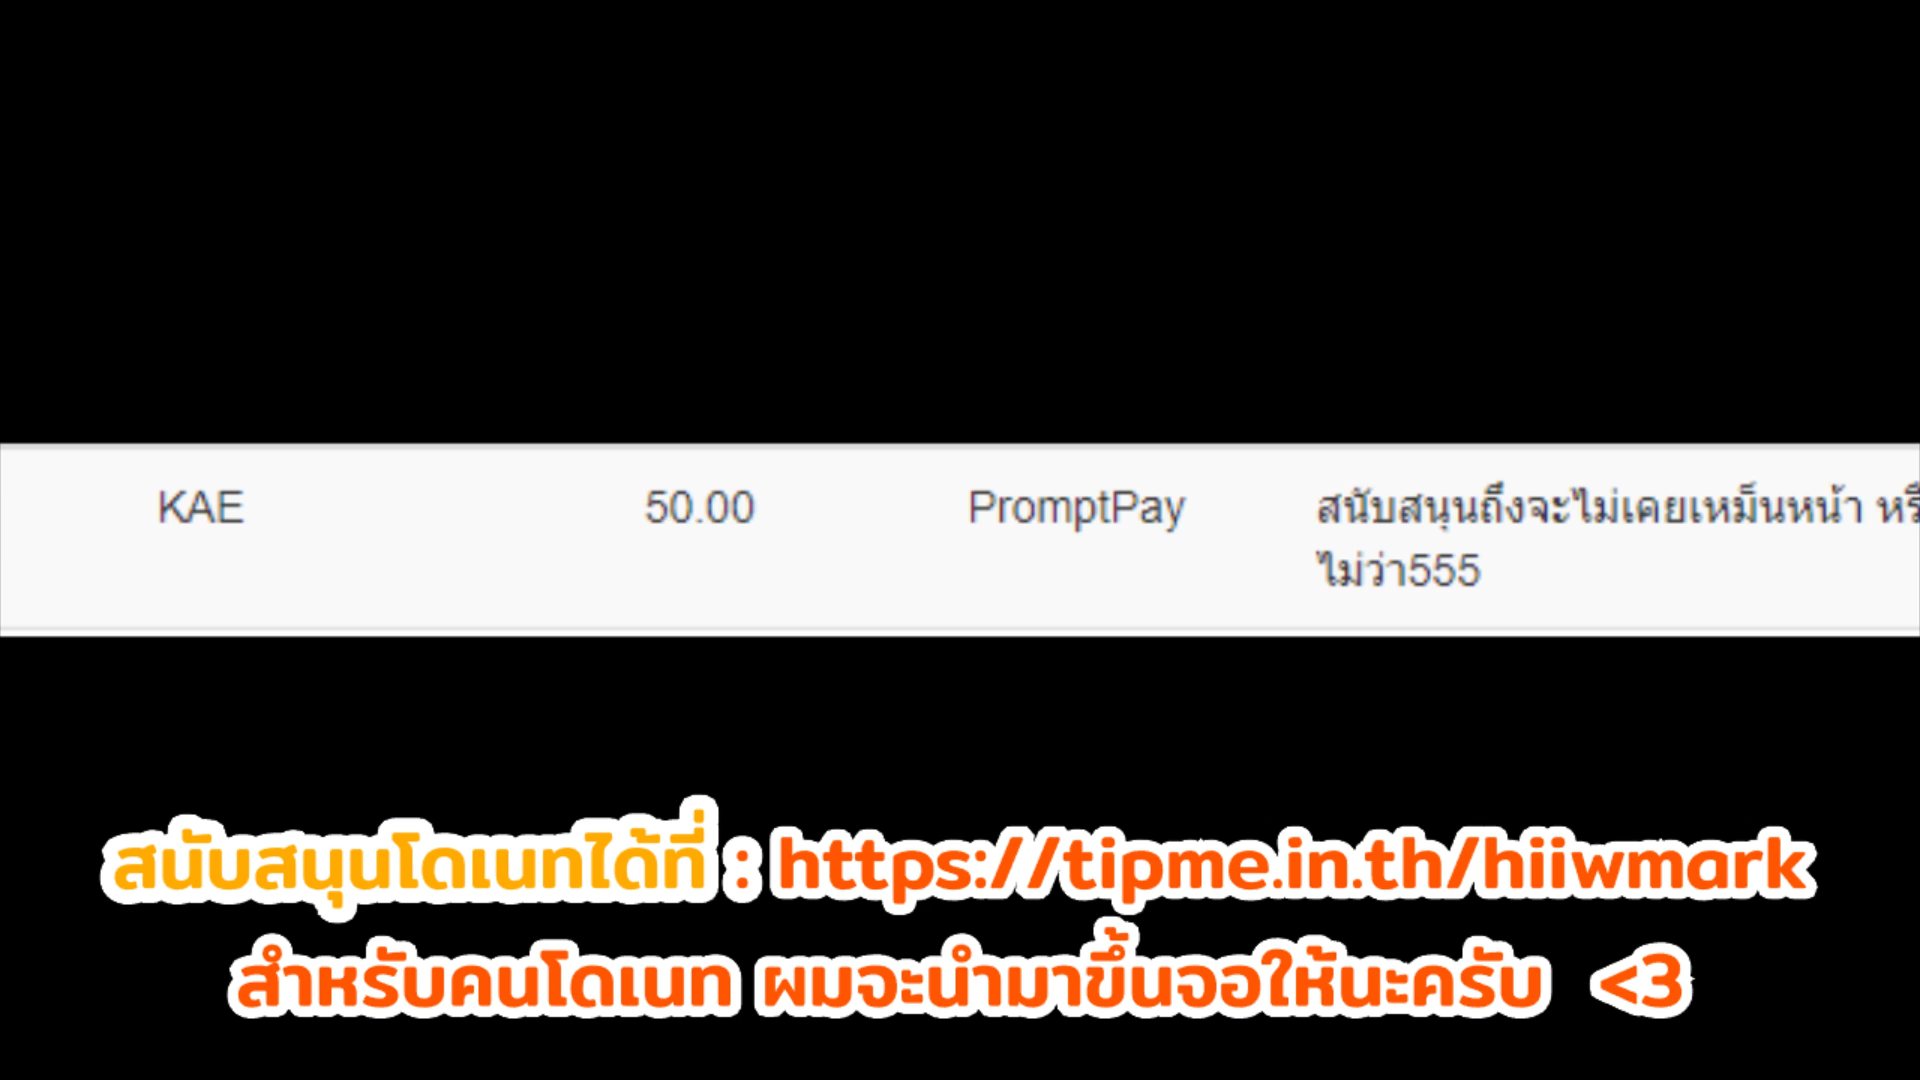 KAE 50.00 PromptPay สนับสนุนถึงจะไม่เคยเหม็นหน้า
ไม่ว่า555
สนับสนุนโดเนทได้ที่ : https://tipme.in.th/hiiwmark
สำหรับคนโดเนท ผมจะนำมาขึ้นจอให้นะครับ <3